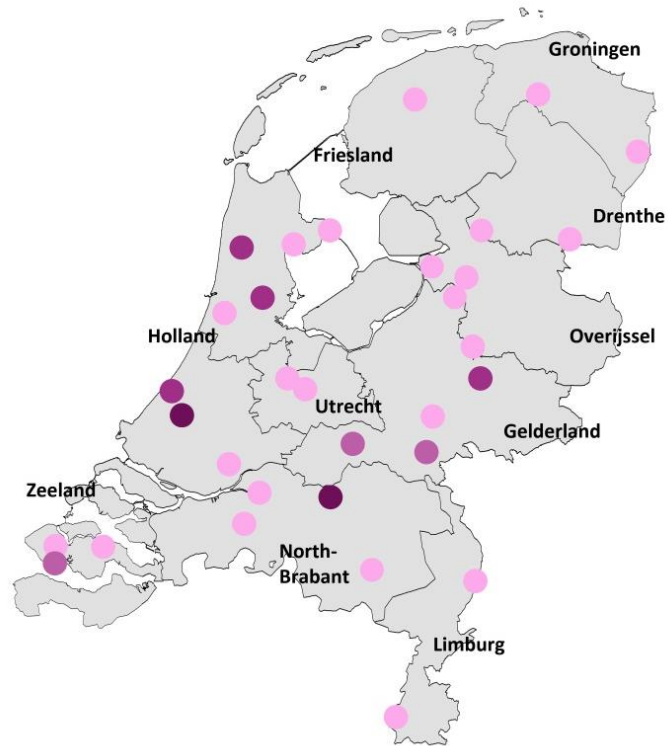 Groningen
Friesland
Drenthe
Holland
Overijssel
Utrecht
Gelderland
Zeeland
North-
Brabant
Limburg